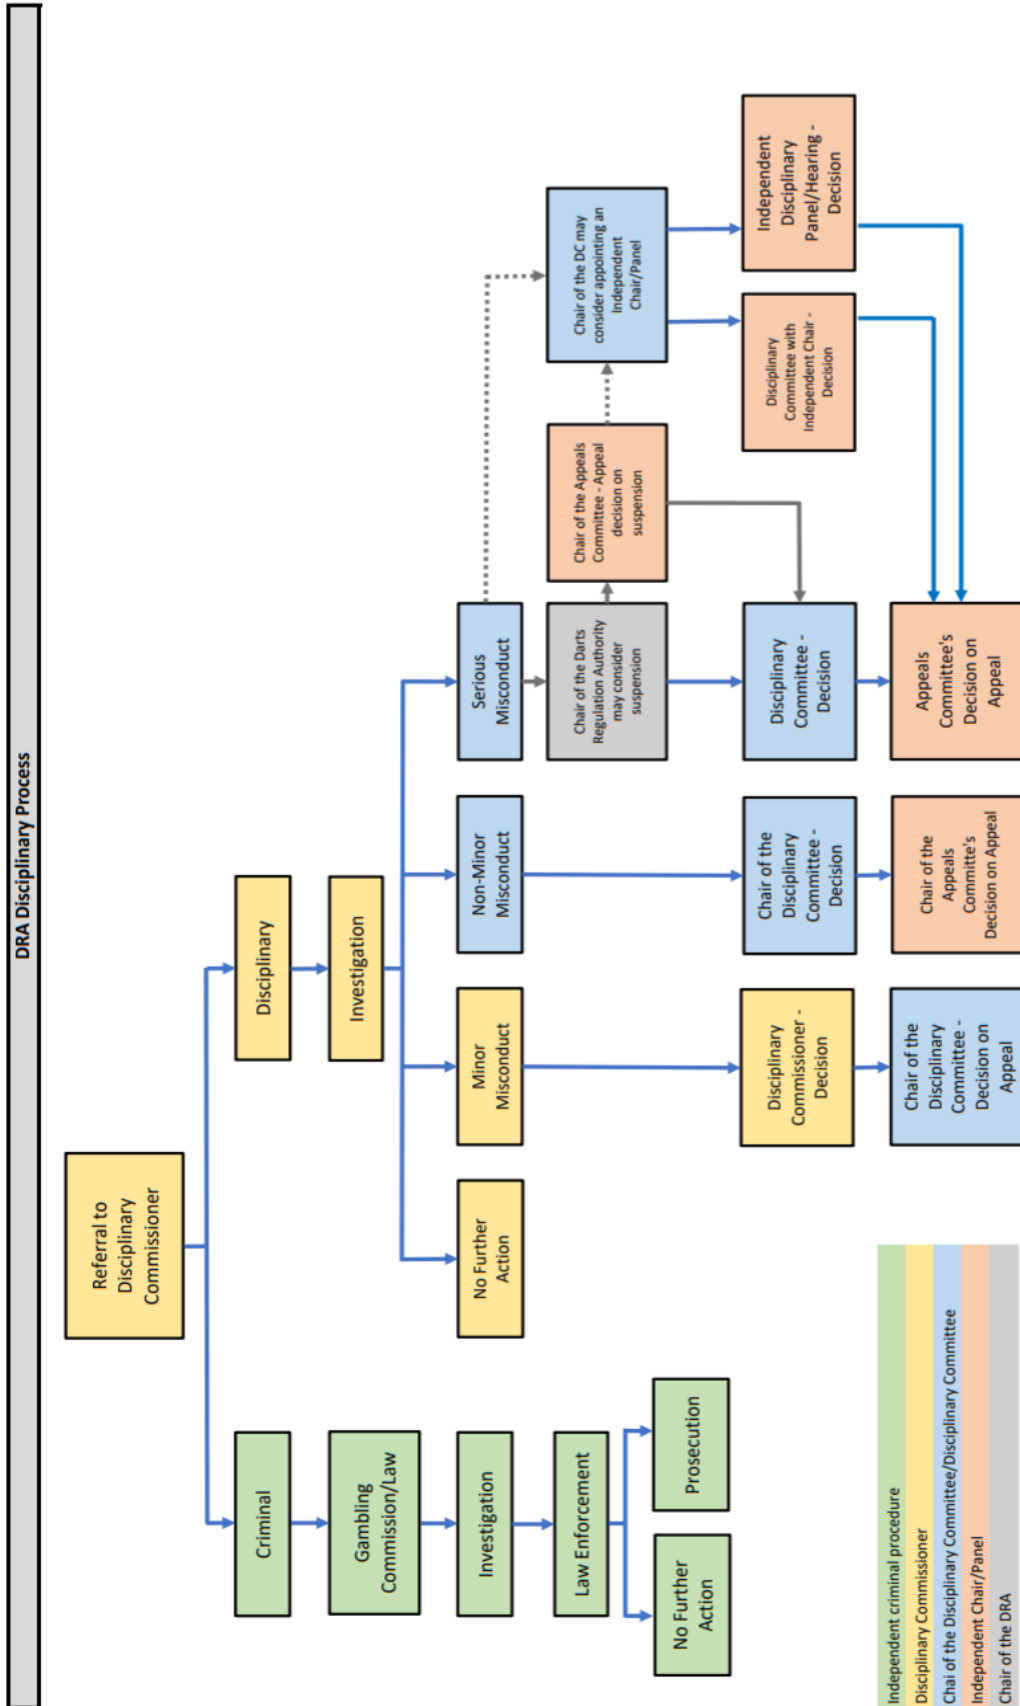 DRA Disciplinary Process
Referral to
Disciplinary
Commissioner
Criminal
Disciplinary
Gambling
Commission/Law
Investigation
Investigation
No Further
Action
Minor
Misconduct
Non-Minor
Misconduct
Serious
Misconduct
Law Enforcement
Chair of the Darts
Regulation Authority
may consider
suspension
Chair of the Appeals
Committee - Appeal
decision on
suspension
Chair of the DC may
consider appointing an
Independent
Chair/Panel
No Further
Action
Prosecution
Disciplinary
Commissioner -
Decision
Chair of the
Disciplinary
Committee -
Decision
Disciplinary
Committee -
Decision
Disciplinary
Committee with
Independent Chair -
Decision
Independent
Disciplinary
Panel/Hearing -
Decision
Chair of the
Disciplinary
Committee -
Decision on
Appeal
Chair of the
Appeals
Committe's
Decision on Appeal
Appeals
Committee's
Decision on
Appeal
Independent criminal procedure
Disciplinary Commissioner
Chai of the Disciplinary Committee/Disciplinary Committee
Independent Chair/Panel
Chair of the DRA